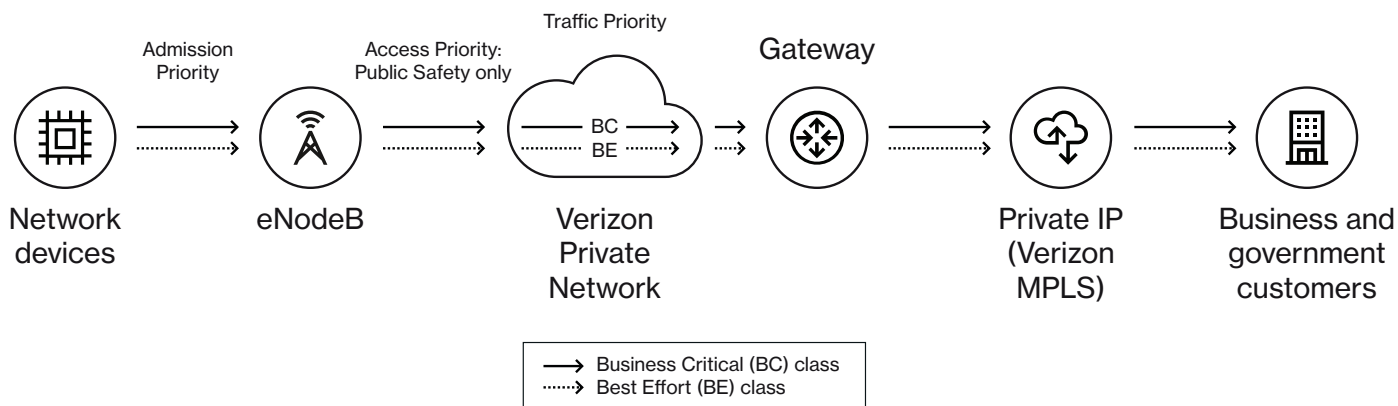 Traffic Priority
Admission
Priority
Access Priority:
Public Safety only
Gateway
BC
BE
Network
devices
eNodeB
Verizon
Private
Network
Private IP
(Verizon
MPLS)
Business and
government
customers
Business Critical (BC) class
Best Effort (BE) class